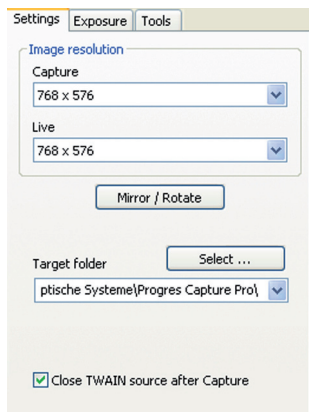 Settings Exposure Tools
Image resolution
Capture
768 x 576
Live
768 x 576
Mirror / Rotate
Target folder Select ...
ptische Systeme\Progres Capture Pro\
Close TWAIN source after Capture